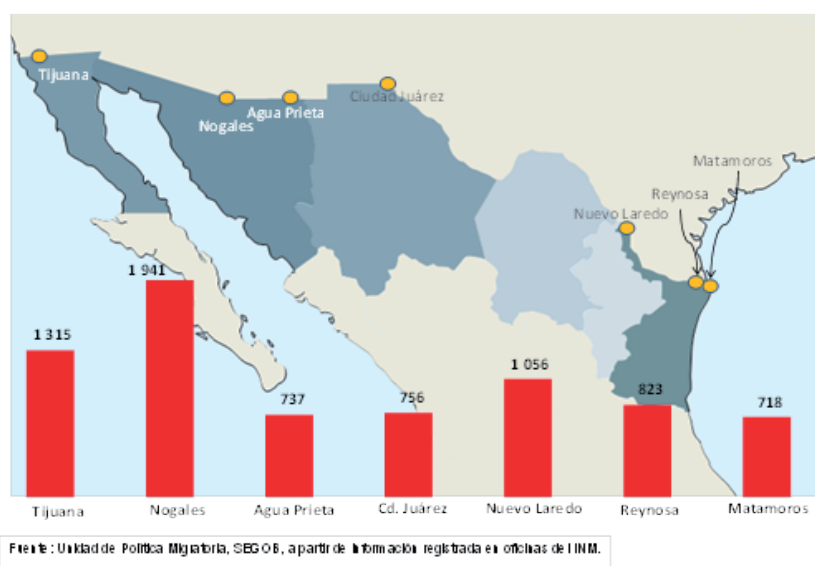 Tijuana
Ciudad Juárez
Agua Prieta
Nogales
Matamoros
Reynosa
Nuevo Laredo
1 941
1 315
1 056
823
737
756
718
Tijuana
Nogales
Agua Prieta
Cd. Juárez
Nuevo Laredo
Reynosa
Matamoros
Fuente: Unidad de Política Migratoria, SEGOB, a partir de información registrada en oficinas del INM.